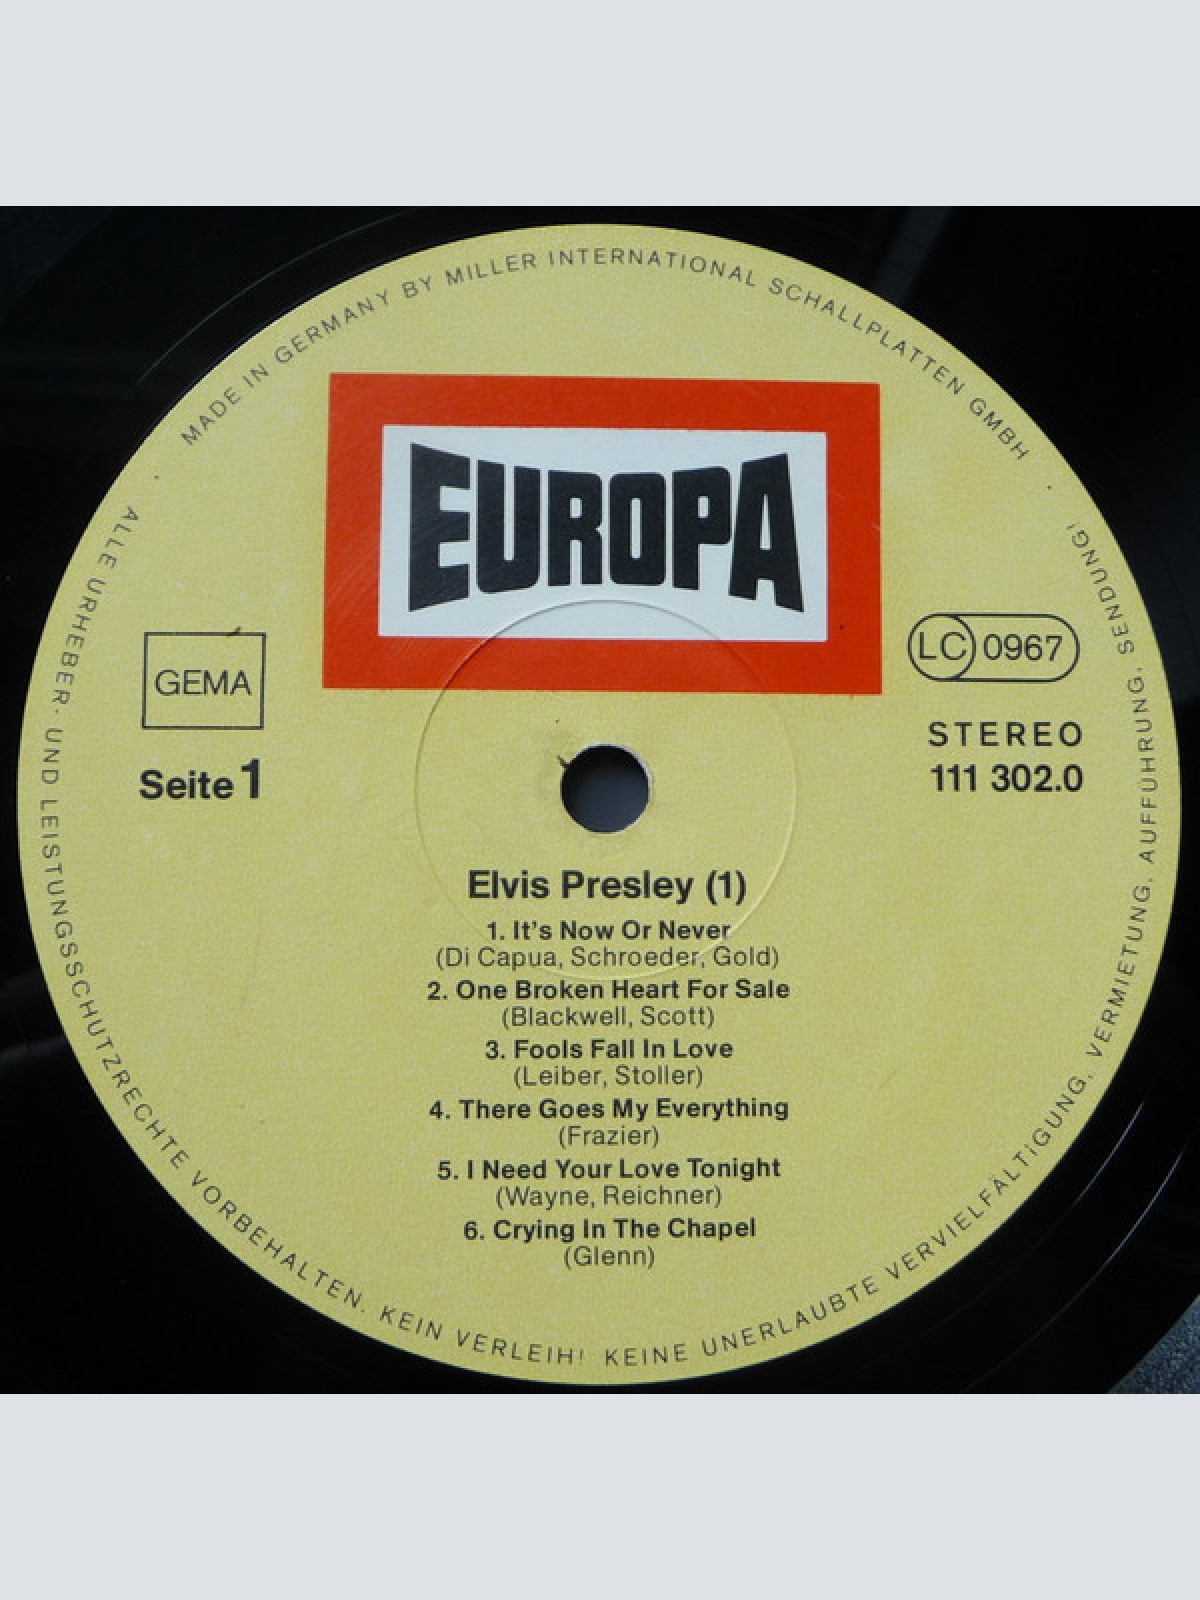 MADE IN GERMANY BY MILLER INTERNATIONAL SCHALLPLATTEN GMBH
EUROPA
GEMA
LC 0967
STEREO
Seite 1
111 302.0
Elvis Presley (1)
1. It's Now Or Never
(Di Capua, Schroeder, Gold)
2. One Broken Heart For Sale
(Blackwell, Scott)
3. Fools Fall In Love
(Leiber, Stoller)
4. There Goes My Everything
(Frazier)
5. I Need Your Love Tonight
(Wayne, Reichner)
6. Crying In The Chapel
(Glenn)
ALLE URHEBER- UND LEISTUNGSSCHUTZRECHTE VORBEHALTEN. KEIN VERLEIH! KEINE UNERLAUBTE VERVIELFÄLTIGUNG, VERMIETUNG, AUFFÜHRUNG, SENDUNG!